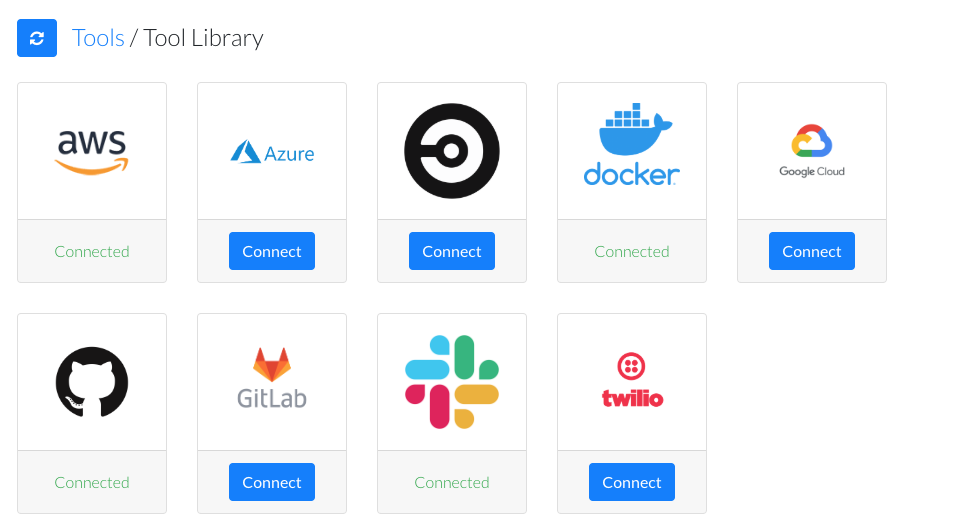 Tools / Tool Library
aws
Azure
docker
Google Cloud
Connected
Connect
Connect
Connected
Connect
GitLab
twilio
Connected
Connect
Connected
Connect